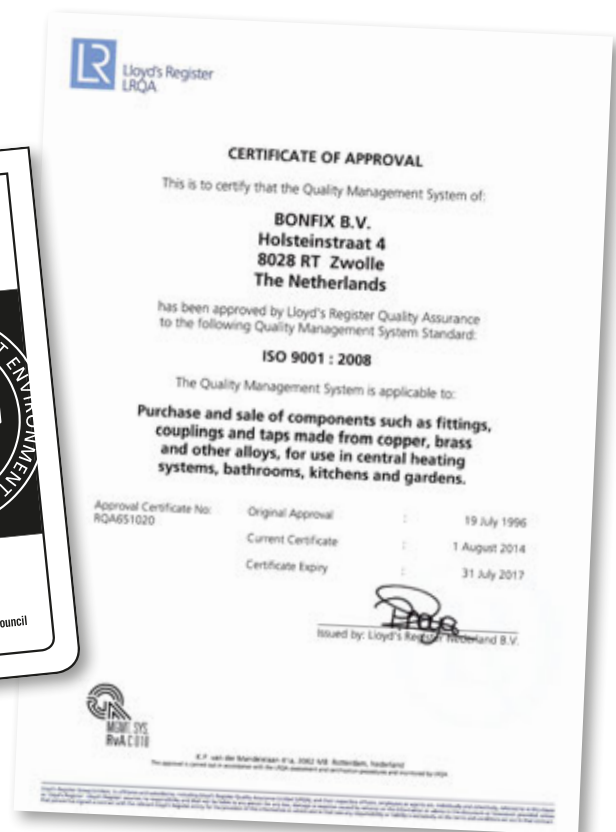 Lloyd's Register
LRQA
CERTIFICATE OF APPROVAL
This is to certify that the Quality Management System of:
BONFIX B.V.
Holsteinstraat 4
8028 RT Zwolle
The Netherlands
has been approved by Lloyd's Register Quality Assurance
to the following Quality Management System Standard:
ISO 9001 : 2008
The Quality Management System is applicable to:
Purchase and sale of components such as fittings,
couplings and taps made from copper, brass
and other alloys, for use in central heating
systems, bathrooms, kitchens and gardens.
Approval Certificate No:
RQA651020
Original Approval : 19 July 1996
Current Certificate : 1 August 2014
Certificate Expiry : 31 July 2017
Issued by: Lloyd's Register Nederland B.V.
MGMT. SYS.
RvA C 018
ENVIRONMENT